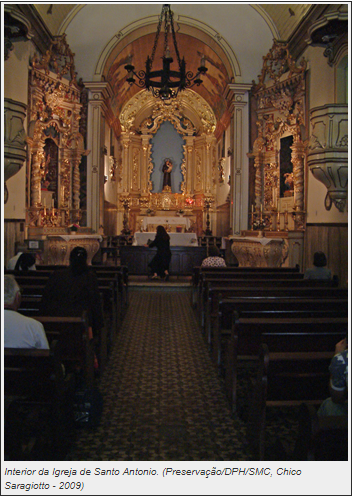 Interior da Igreja de Santo Antonio. (Preservação/DPH/SMC, Chico
Saragiotto - 2009)